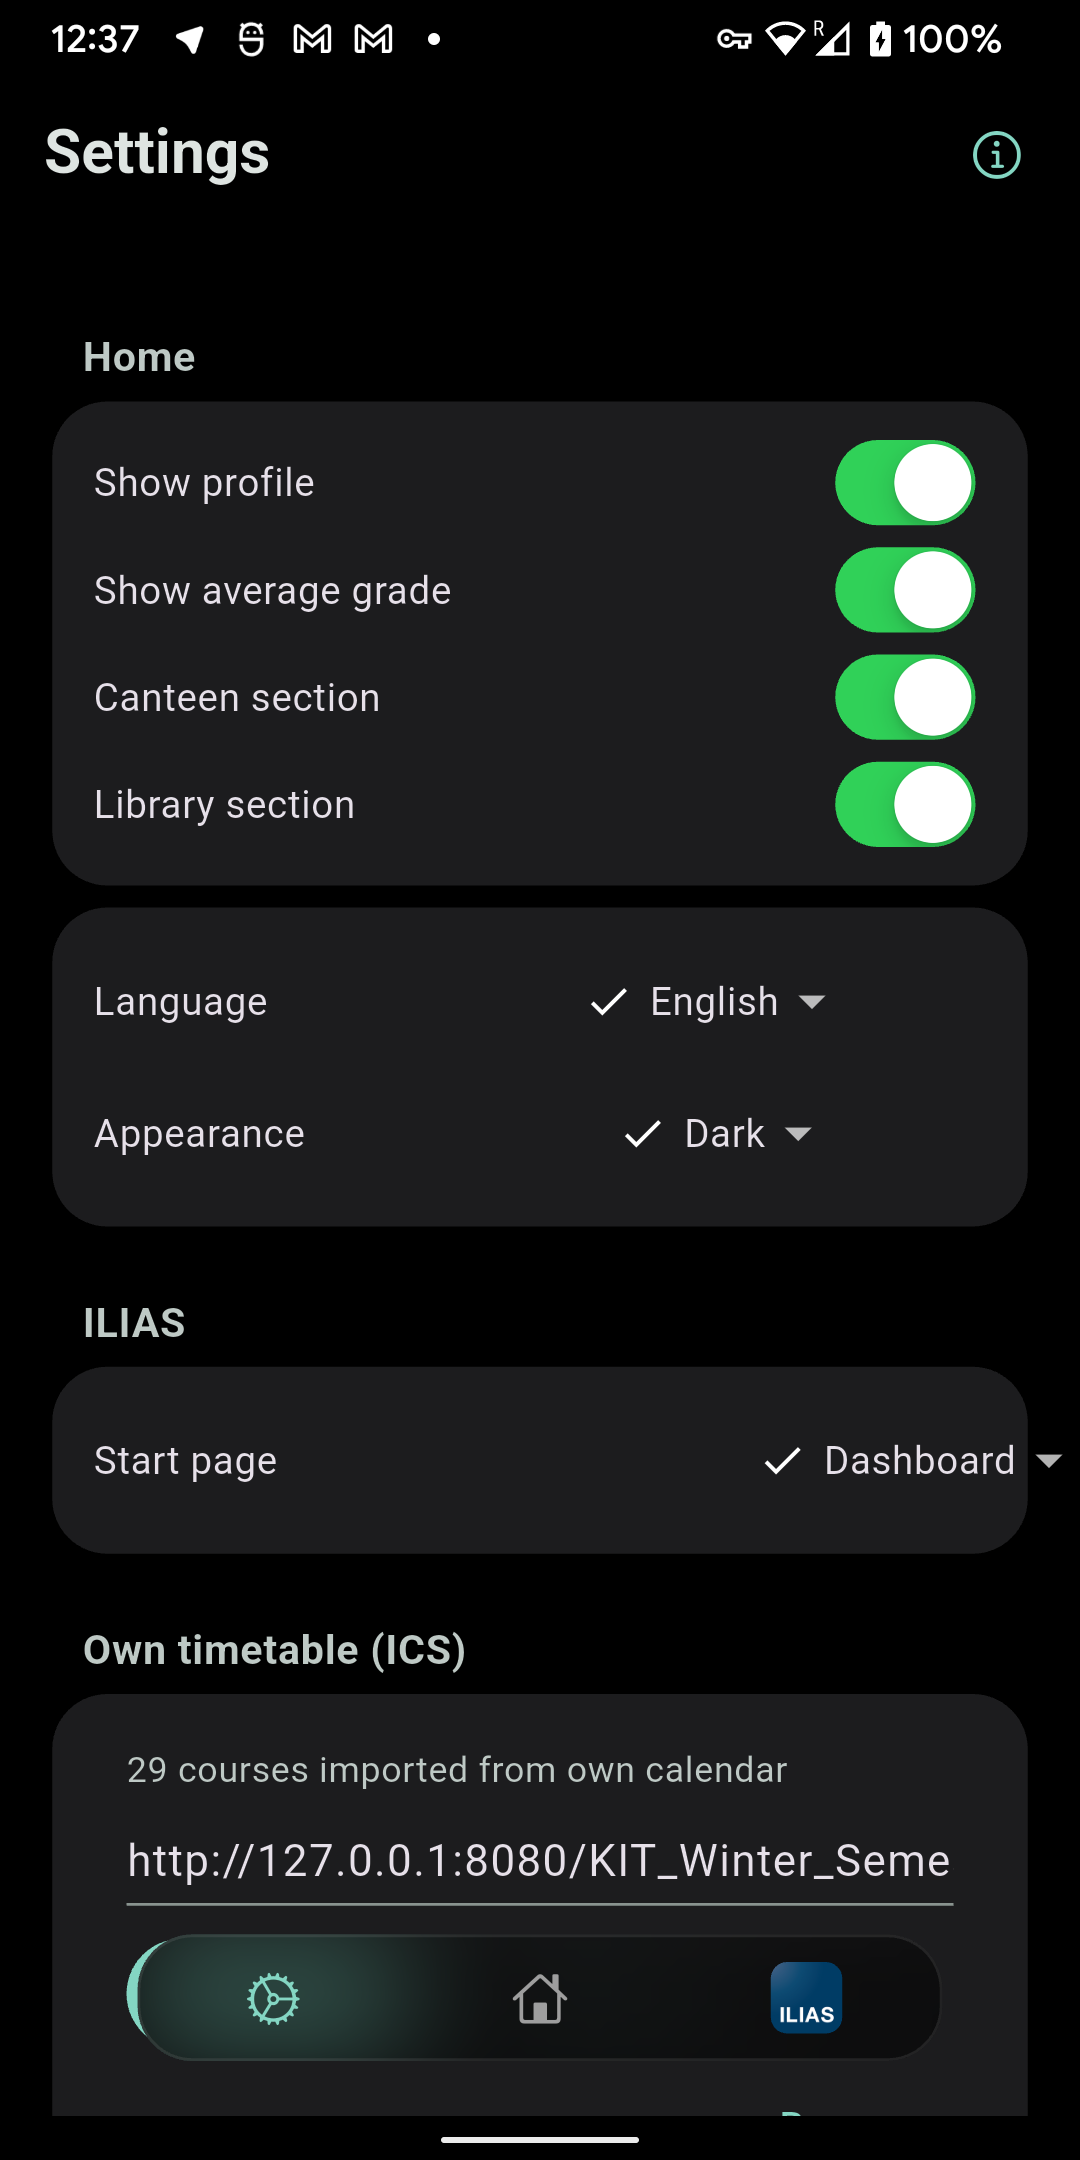 12:37
R
100%
Settings
Home
Show profile
Show average grade
Canteen section
Library section
Language
English
Appearance
Dark
ILIAS
Start page
Dashboard
Own timetable (ICS)
29 courses imported from own calendar
http://127.0.0.1:8080/KIT_Winter_Seme
ILIAS